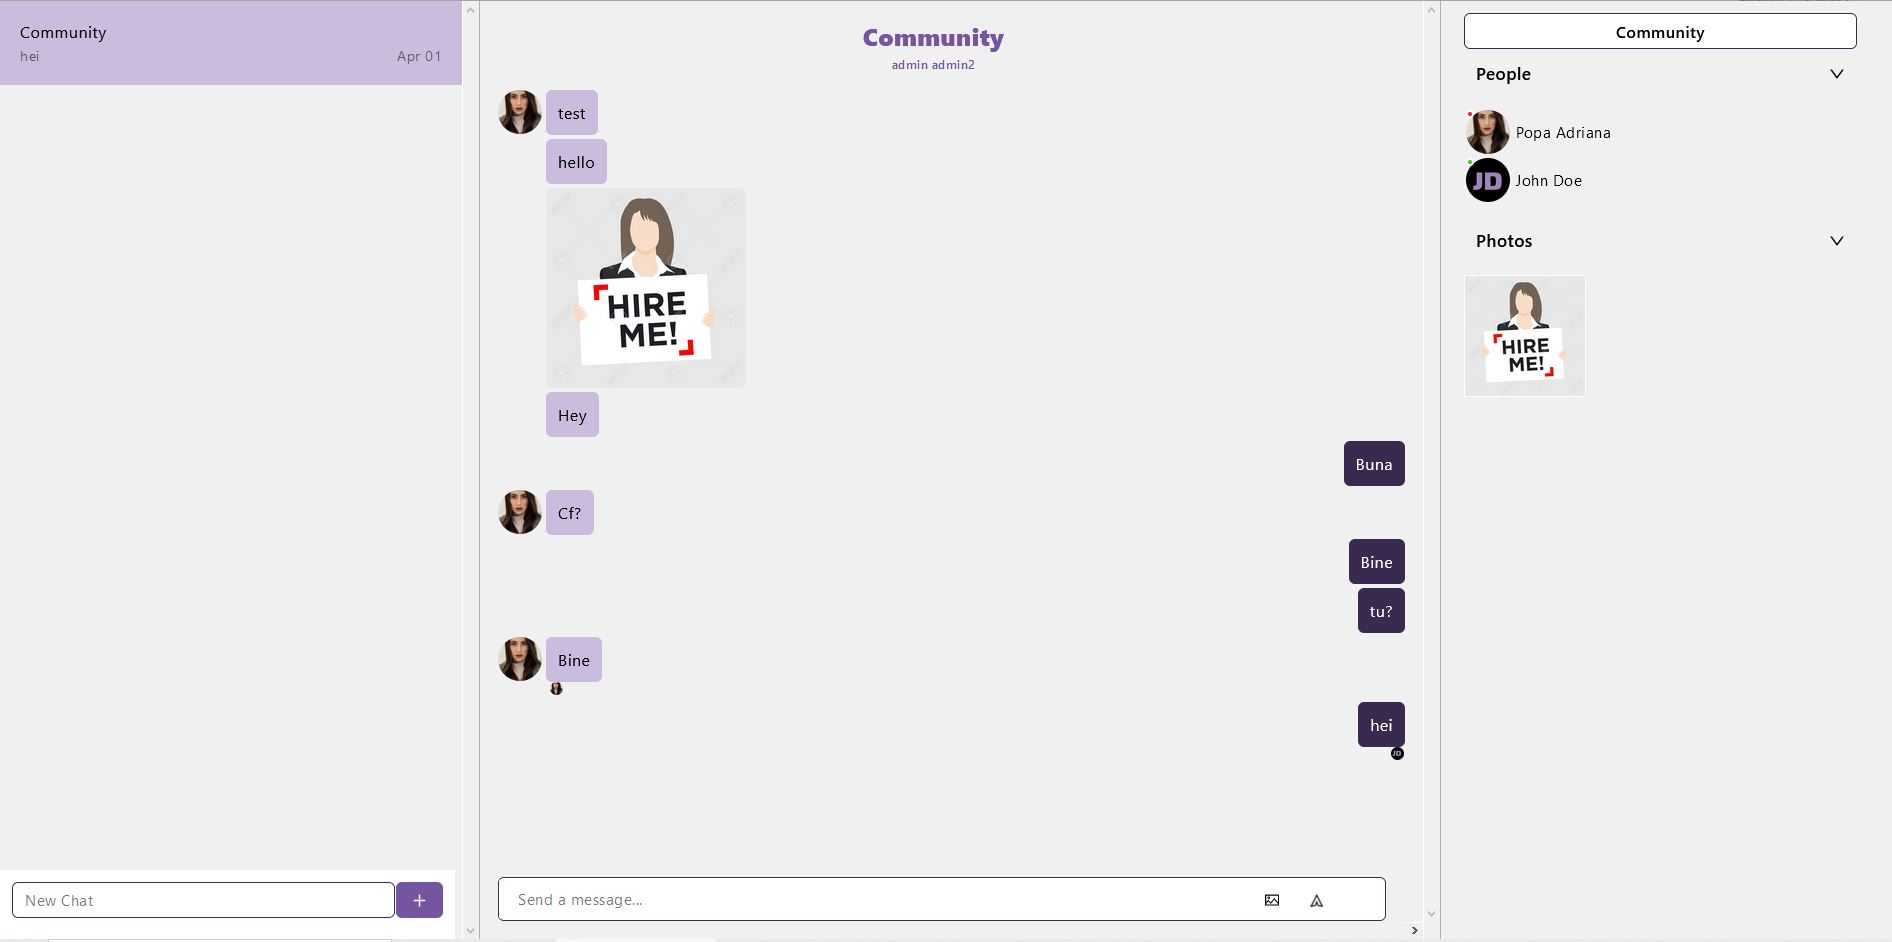 Community
hei
Apr 01
New Chat
+
Community
admin admin2
test
hello
HIRE
ME!
Hey
Buna
Cf?
Bine
tu?
Bine
hei
JD
Send a message...
Community
People
Popa Adriana
JD
John Doe
Photos
HIRE
ME!